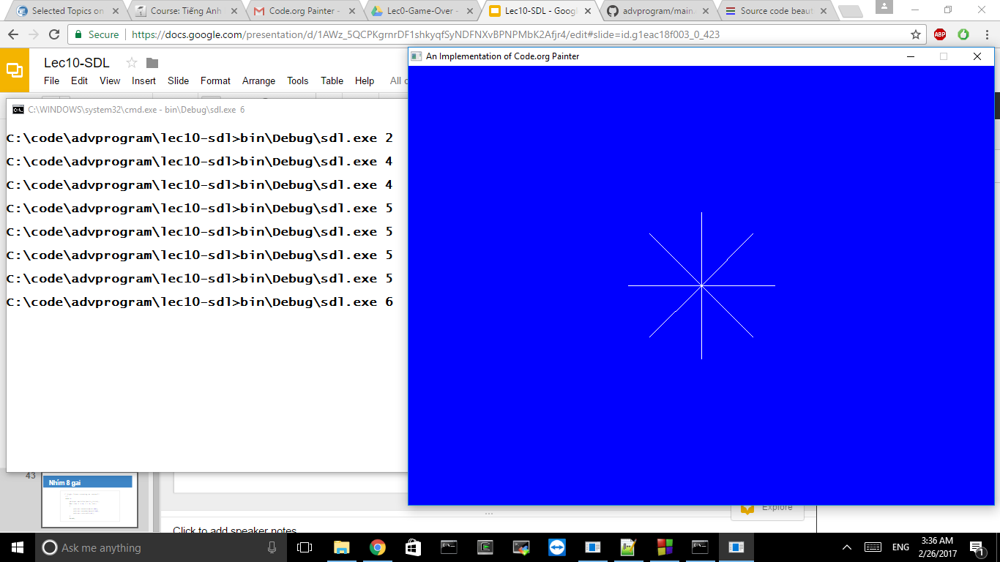 Selected Topics on
Course: Tiếng Anh
Code.org Painter -
Lec0-Game-Over -
Lec10-SDL - Goog
advprogram/main.
Source code beau
Secure
https://docs.google.com/presentation/d/1AWz_5QCPKgrnrDF1shkyqfSyNDFNXvBPNPMbK2Afjr4/edit#slide=id.g1eac18f003_0_423
ABP
Lec10-SDL
File Edit View Insert Slide Format Arrange Tools Table Help All c
An Implementation of Code.org Painter
C:\WINDOWS\system32\cmd.exe - bin\Debug\sdl.exe 6
C:\code\advprogram\lec10-sdl>bin\Debug\sdl.exe 2
C:\code\advprogram\lec10-sdl>bin\Debug\sdl.exe 4
C:\code\advprogram\lec10-sdl>bin\Debug\sdl.exe 4
C:\code\advprogram\lec10-sdl>bin\Debug\sdl.exe 5
C:\code\advprogram\lec10-sdl>bin\Debug\sdl.exe 5
C:\code\advprogram\lec10-sdl>bin\Debug\sdl.exe 5
C:\code\advprogram\lec10-sdl>bin\Debug\sdl.exe 5
C:\code\advprogram\lec10-sdl>bin\Debug\sdl.exe 6
43
Nhím 8 gai
Explore
Click to add speaker notes
Ask me anything
ENG
3:36 AM
2/26/2017
1